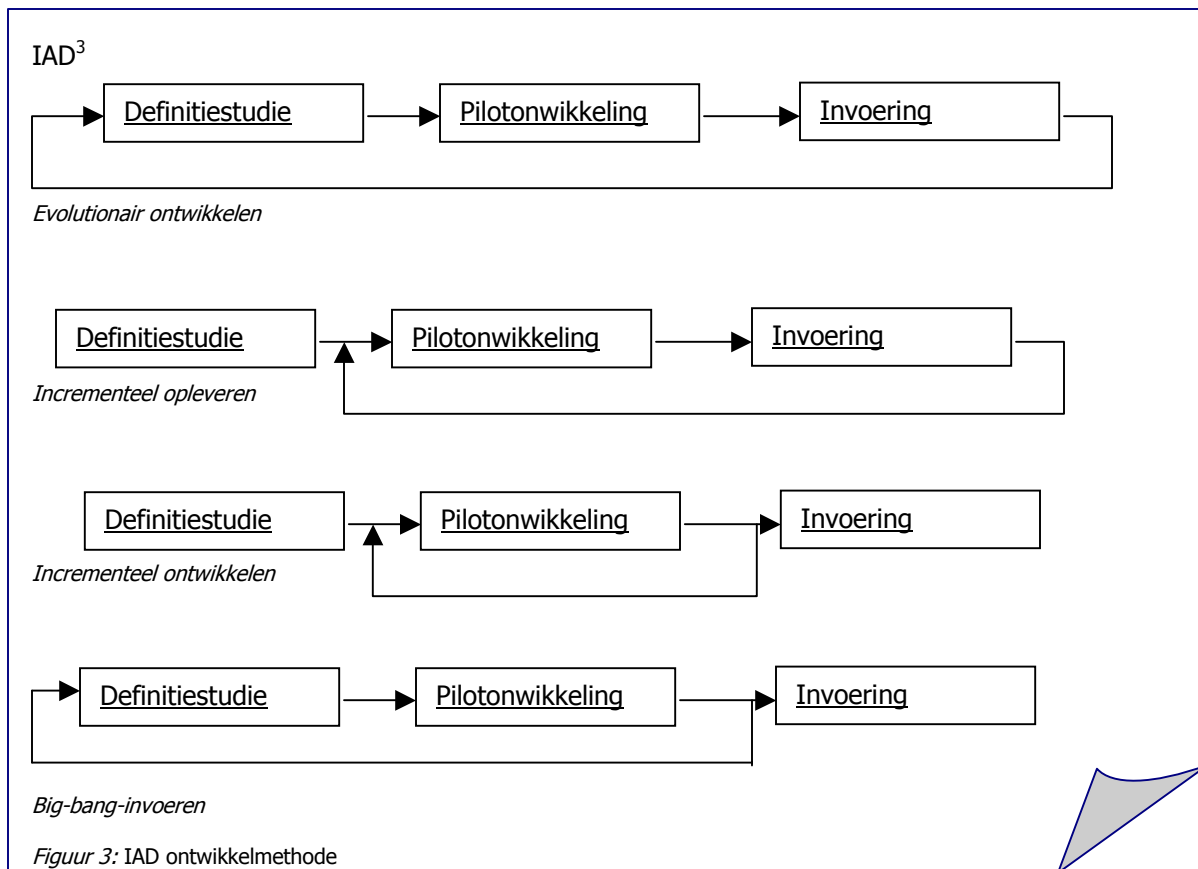 IAD³
Definitiestudie Pilotonwikkeling Invoering
Evolutionair ontwikkelen
Definitiestudie Pilotonwikkeling Invoering
Incrementeel opleveren
Definitiestudie Pilotonwikkeling Invoering
Incrementeel ontwikkelen
Definitiestudie Pilotonwikkeling Invoering
Big-bang-invoeren
Figuur 3: IAD ontwikkelmethode